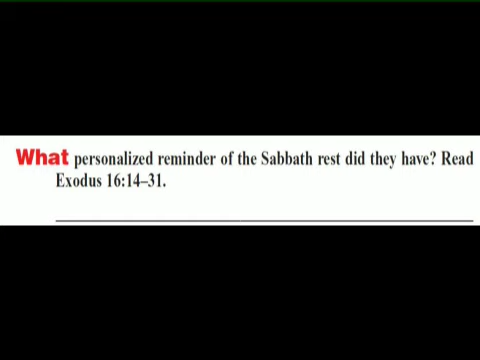 What personalized reminder of the Sabbath rest did they have? Read
Exodus 16:14–31.